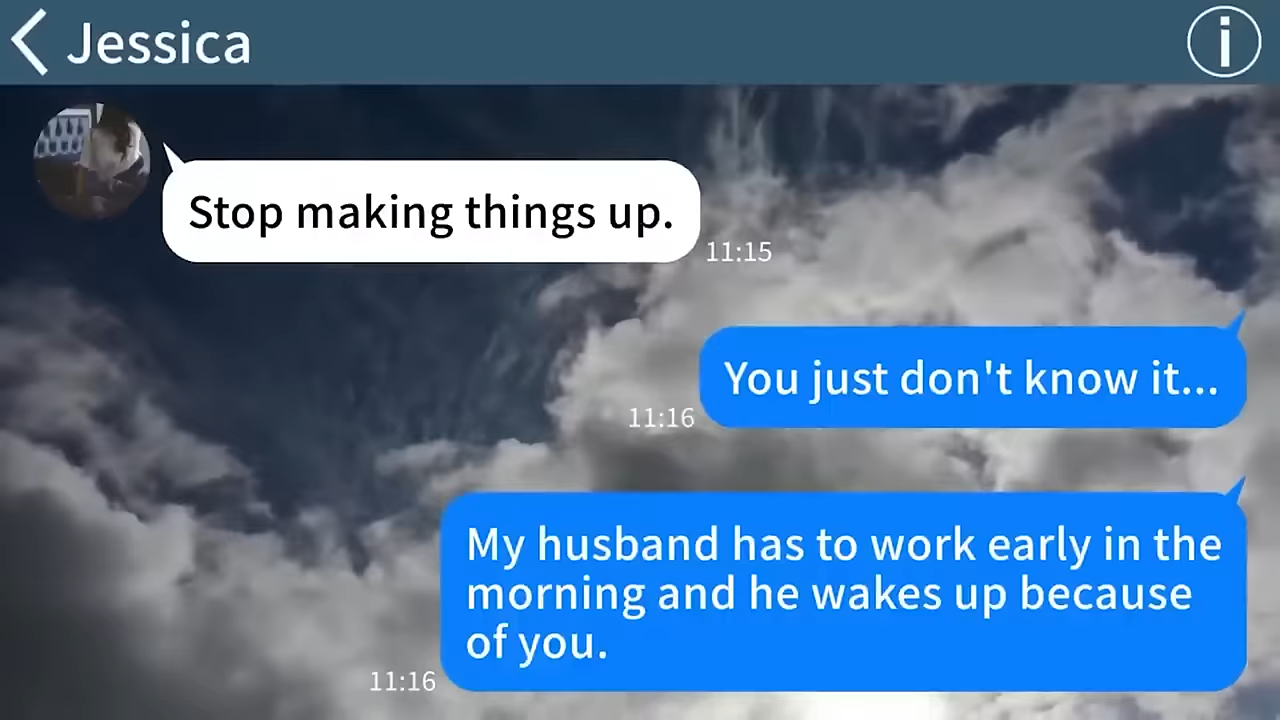 Jessica
Stop making things up.
11:15
You just don't know it...
11:16
My husband has to work early in the
morning and he wakes up because
of you.
11:16